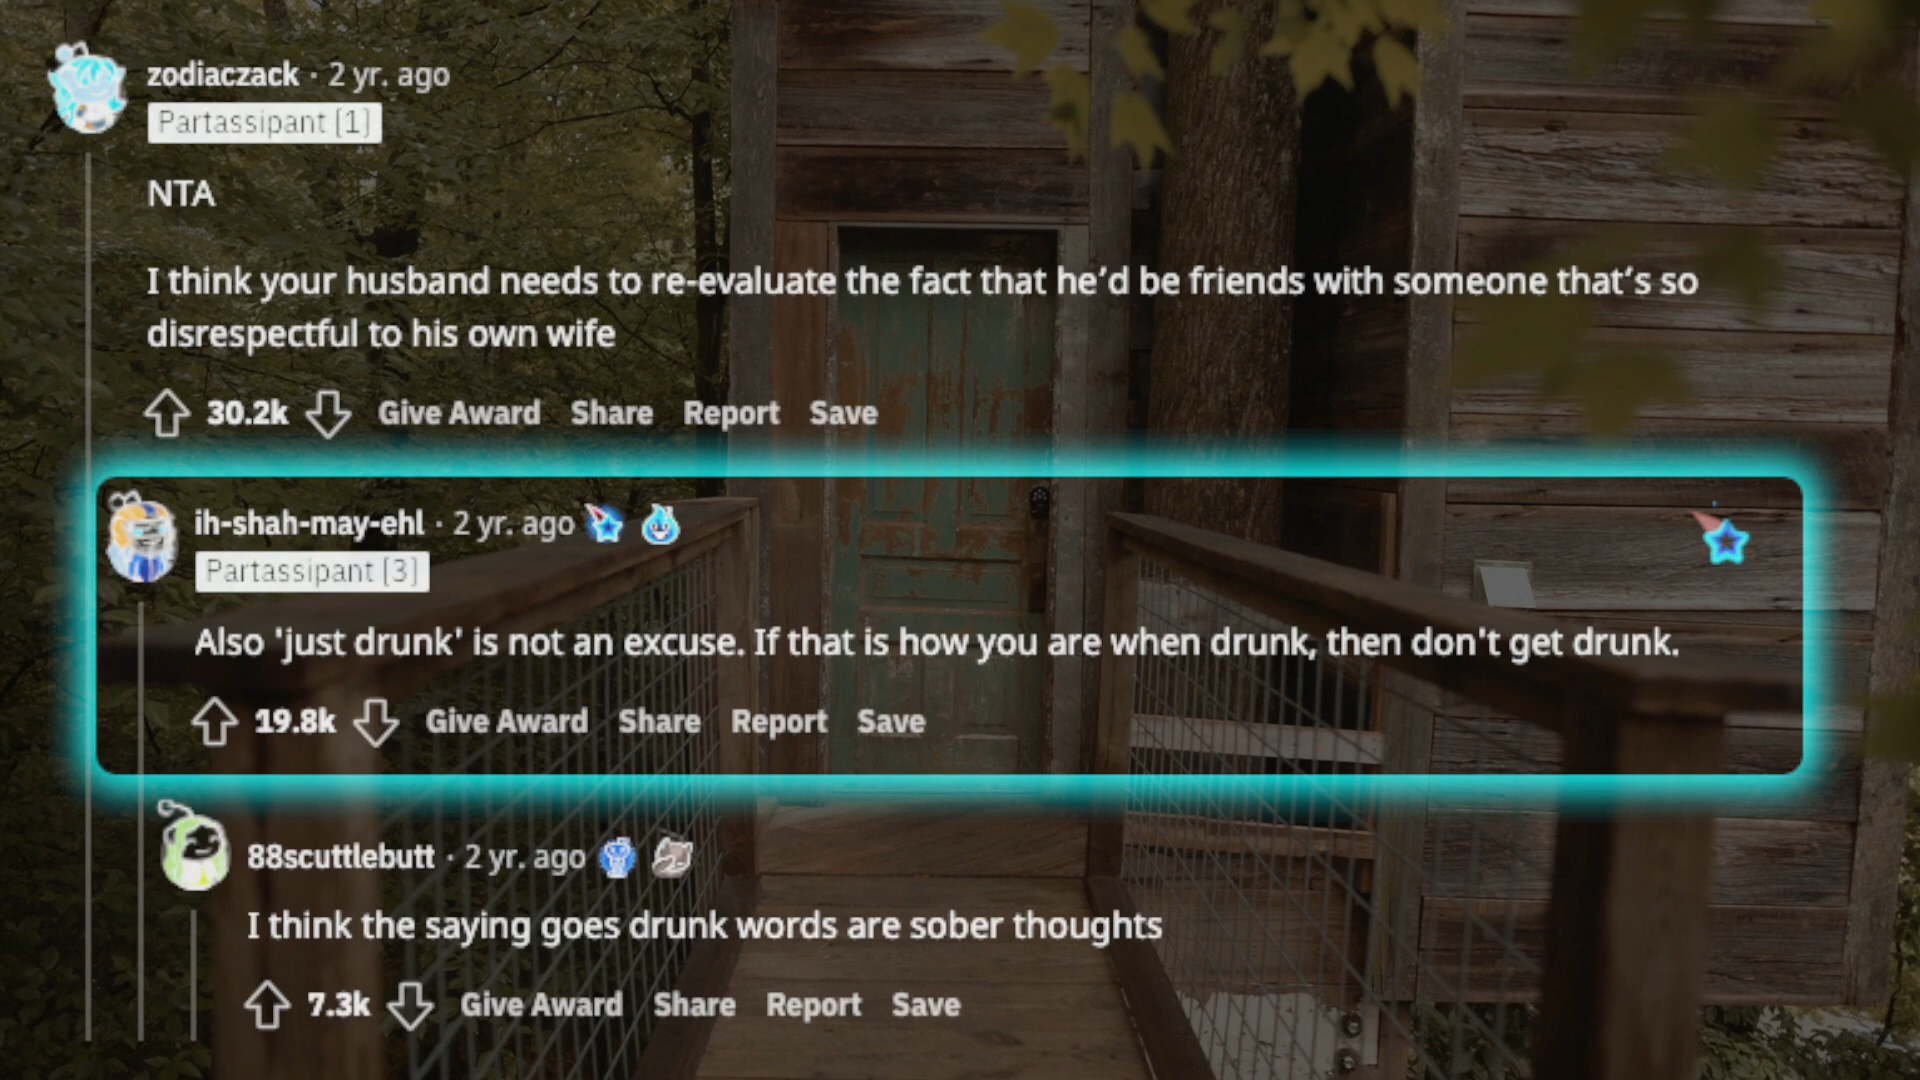 zodiaczack · 2 yr. ago
Partassipant [1]
NTA
I think your husband needs to re-evaluate the fact that he’d be friends with someone that’s so
disrespectful to his own wife
30.2k Give Award Share Report Save
ih-shah-may-ehl · 2 yr. ago
Partassipant [3]
Also 'just drunk' is not an excuse. If that is how you are when drunk, then don't get drunk.
19.8k Give Award Share Report Save
88scuttlebutt · 2 yr. ago
I think the saying goes drunk words are sober thoughts
7.3k Give Award Share Report Save